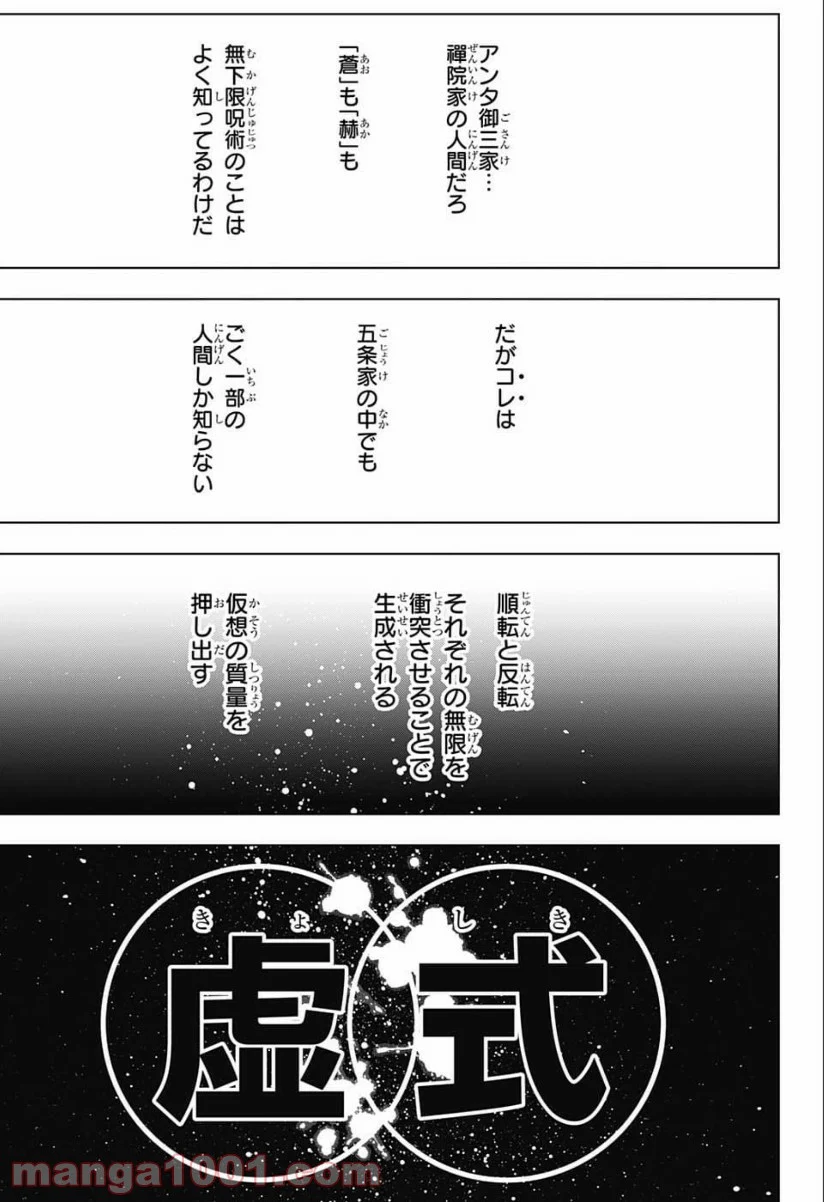 アンタ御三家…
禪院家の人間だろ
「蒼」も「赫」も
無下限呪術のことは
よく知ってるわけだ
だがコレは
五条家の中でも
ごく一部の
人間しか知らない
順転と反転
それぞれの無限を
衝突させることで
生成される
仮想の質量を
押し出す
虚式
manga1001.com